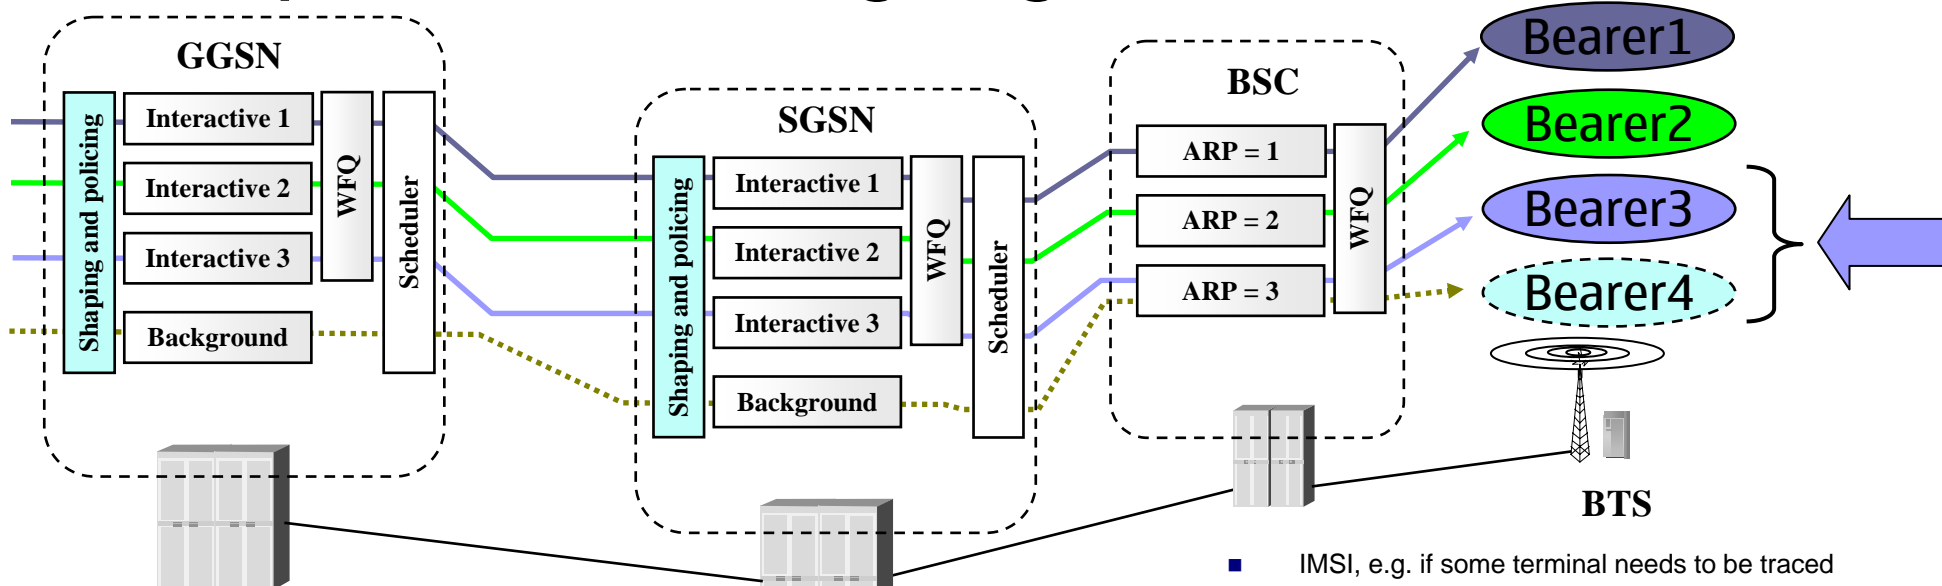 GGSN
Shaping and policing
Interactive 1
Interactive 2
Interactive 3
Background
WFQ
Scheduler
SGSN
Shaping and policing
Interactive 1
Interactive 2
Interactive 3
Background
WFQ
Scheduler
BSC
ARP = 1
ARP = 2
ARP = 3
WFQ
Bearer1
Bearer2
Bearer3
Bearer4
BTS
IMSI, e.g. if some terminal needs to be traced